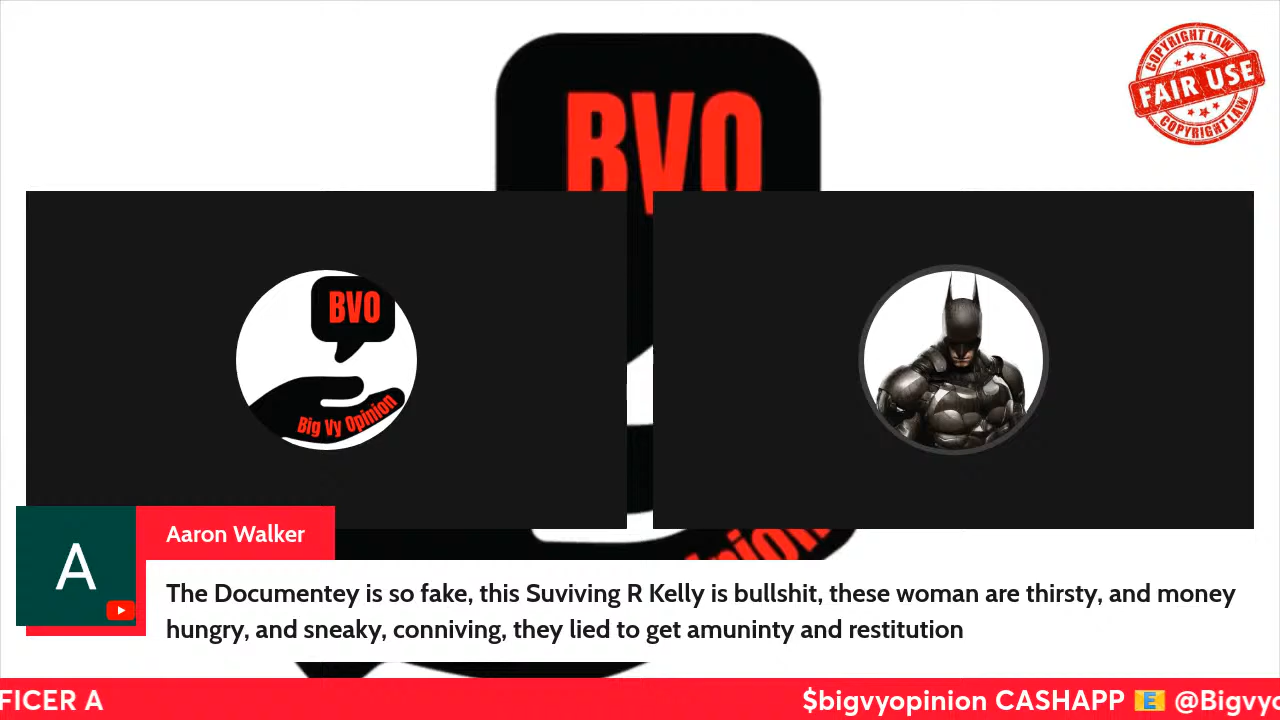 BVO
COPYRIGHT LAW
FAIR USE
COPYRIGHT LAW
BVO
Big Vy Opinion
inion
Aaron Walker
A
The Documentey is so fake, this Suviving R Kelly is bullshit, these woman are thirsty, and money
hungry, and sneaky, conniving, they lied to get amuninty and restitution
FICER A
$bigvyopinion CASHAPP 📧 @Bigvyo